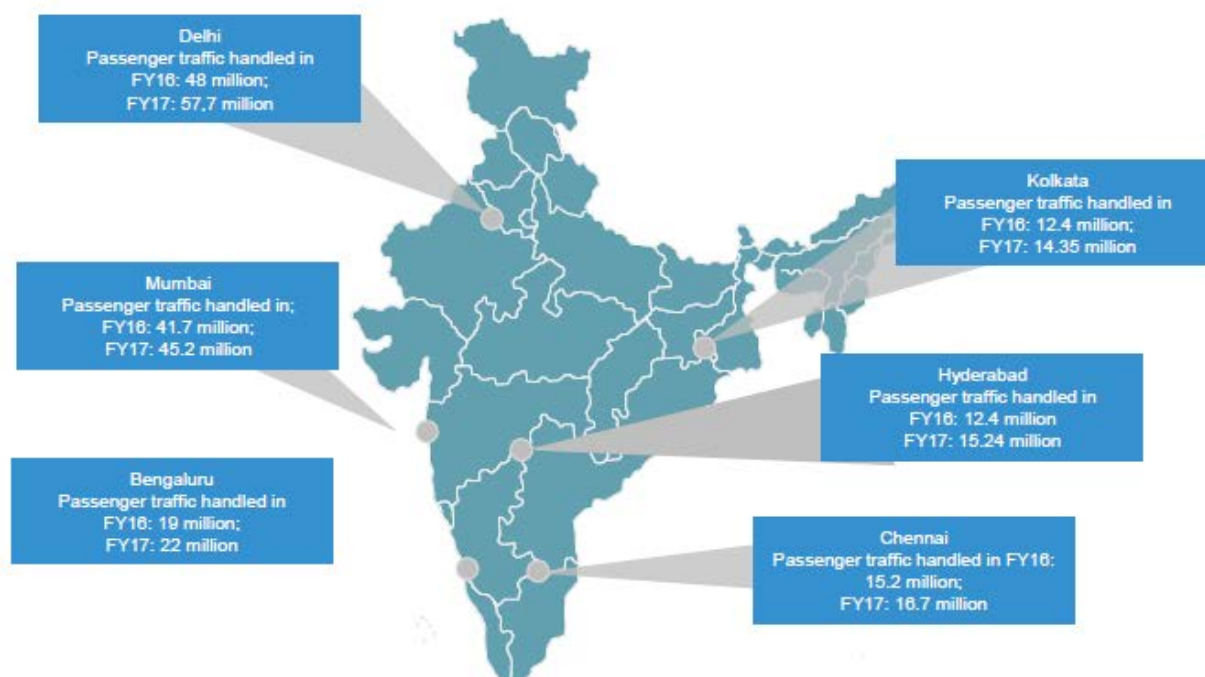 Delhi
Passenger traffic handled in
FY16: 48 million;
FY17: 57,7 million
Kolkata
Passenger traffic handled in
FY16: 12.4 million;
FY17: 14.35 million
Mumbai
Passenger traffic handled in;
FY16: 41.7 million;
FY17: 45.2 million
Hyderabad
Passenger traffic handled in
FY16: 12.4 million
FY17: 15.24 million
Bengaluru
Passenger traffic handled in
FY16: 19 million;
FY17: 22 million
Chennai
Passenger traffic handled in FY16:
15.2 million;
FY17: 16.7 million